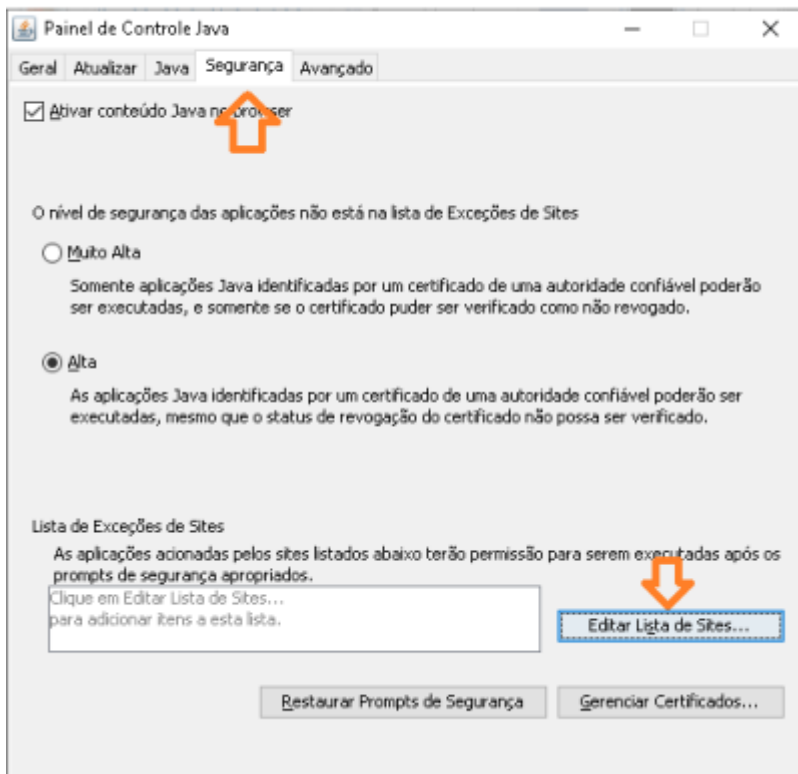 Painel de Controle Java
Geral Atualizar Java Segurança Avançado
Ativar conteúdo Java no browser
O nível de segurança das aplicações não está na lista de Exceções de Sites
Muito Alta
Somente aplicações Java identificadas por um certificado de uma autoridade confiável poderão
ser executadas, e somente se o certificado puder ser verificado como não revogado.
Alta
As aplicações Java identificadas por um certificado de uma autoridade confiável poderão ser
executadas, mesmo que o status de revogação do certificado não possa ser verificado.
Lista de Exceções de Sites
As aplicações acionadas pelos sites listados abaixo terão permissão para serem executadas após os
prompts de segurança apropriados.
Clique em Editar Lista de Sites...
para adicionar itens a esta lista.
Editar Lista de Sites...
Restaurar Prompts de Segurança Gerenciar Certificados...